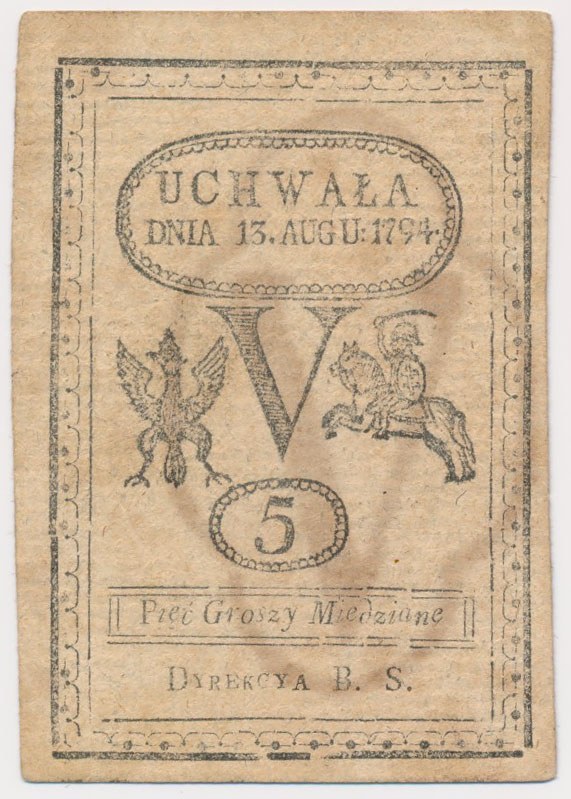 UCHWAŁA
DNIA 13. AUGU: 1794.
V
5
Pięć Groszy Miedziane
DYREKCYA B. S.